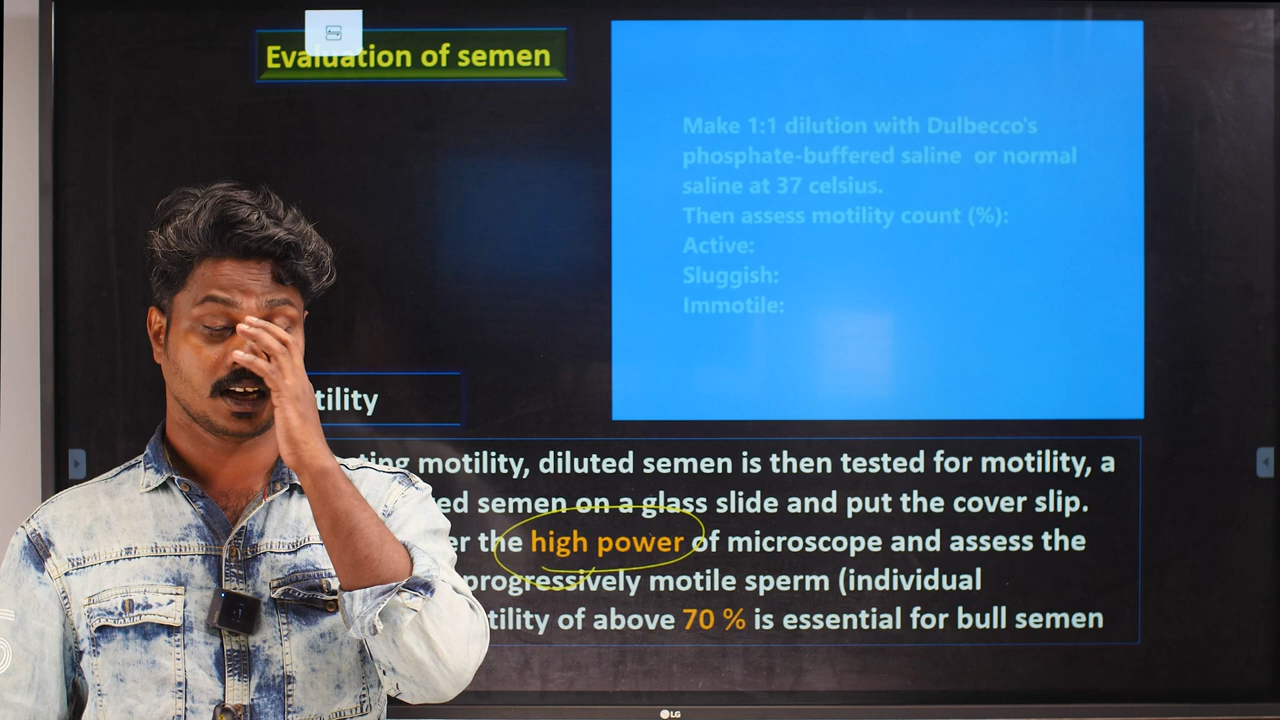 Evaluation of semen
Make 1:1 dilution with Dulbecco's
phosphate-buffered saline or normal
saline at 37 celsius.
Then assess motility count (%):
Active:
Sluggish:
Immotile:
tility
ting motility, diluted semen is then tested for motility, a
ed semen on a glass slide and put the cover slip.
er the high power of microscope and assess the
progressively motile sperm (individual
tility of above 70 % is essential for bull semen
LG